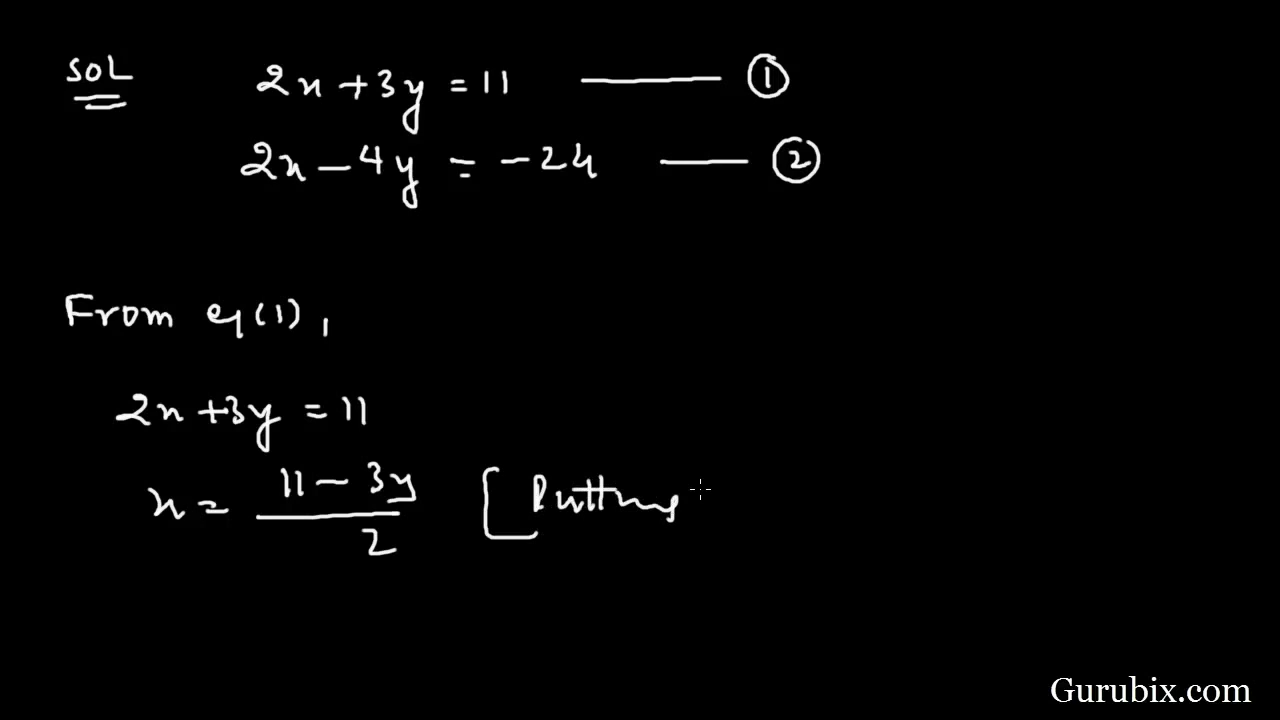 SOL 2x + 3y = 11 ——— ①
2x - 4y = -24 —— ②
From eq (1),
2x + 3y = 11
x = \frac{11 - 3y}{2} [Putting
Gurubix.com